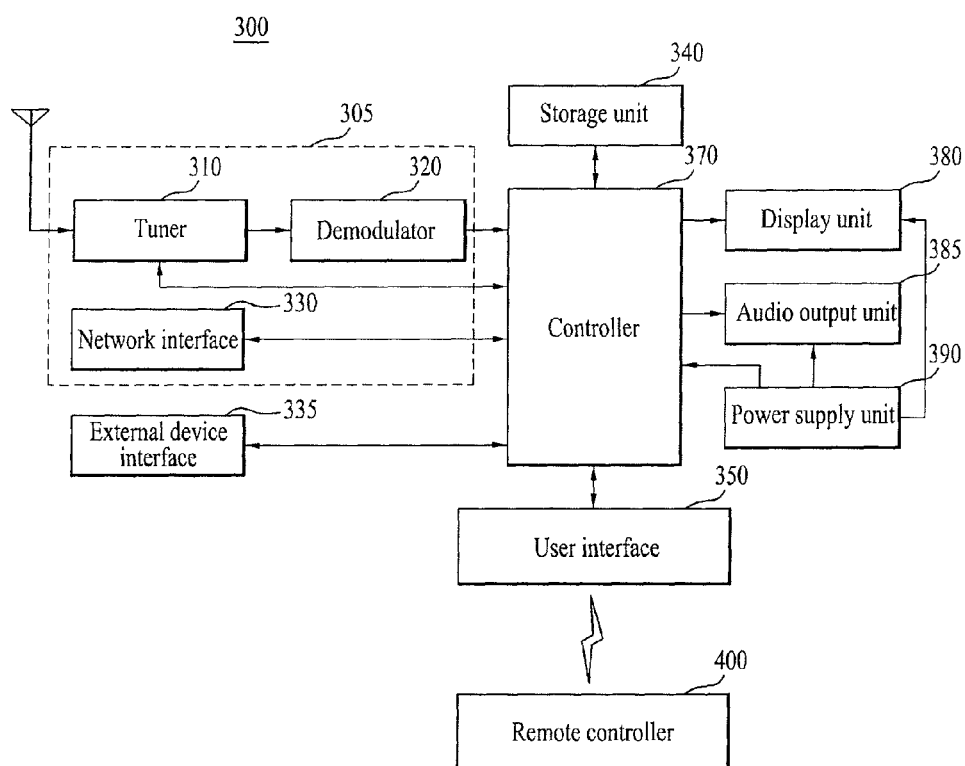 300
340
Storage unit
305
310
320
370
380
Tuner
Demodulator
Display unit
385
330
Controller
Audio output unit
Network interface
390
335
Power supply unit
External device
interface
350
User interface
400
Remote controller